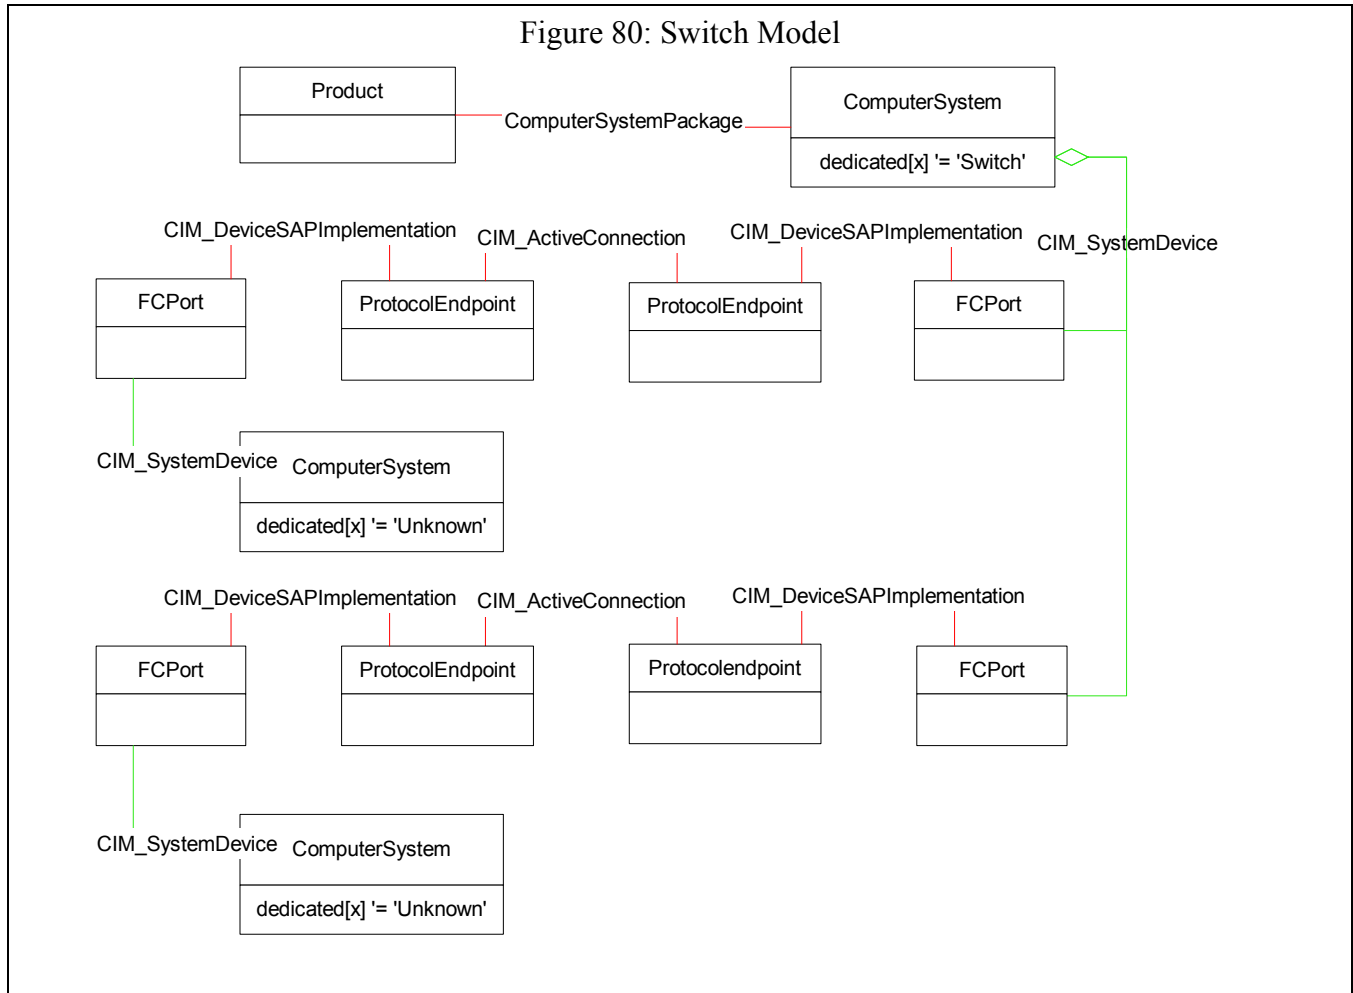 Figure 80: Switch Model
Product
ComputerSystem
ComputerSystemPackage
dedicated[x] '= 'Switch'
CIM_DeviceSAPImplementation
CIM_ActiveConnection
CIM_DeviceSAPImplementation
CIM_SystemDevice
FCPort
ProtocolEndpoint
ProtocolEndpoint
FCPort
CIM_SystemDevice
ComputerSystem
dedicated[x] '= 'Unknown'
CIM_DeviceSAPImplementation
CIM_ActiveConnection
CIM_DeviceSAPImplementation
FCPort
ProtocolEndpoint
Protocolendpoint
FCPort
CIM_SystemDevice
ComputerSystem
dedicated[x] '= 'Unknown'